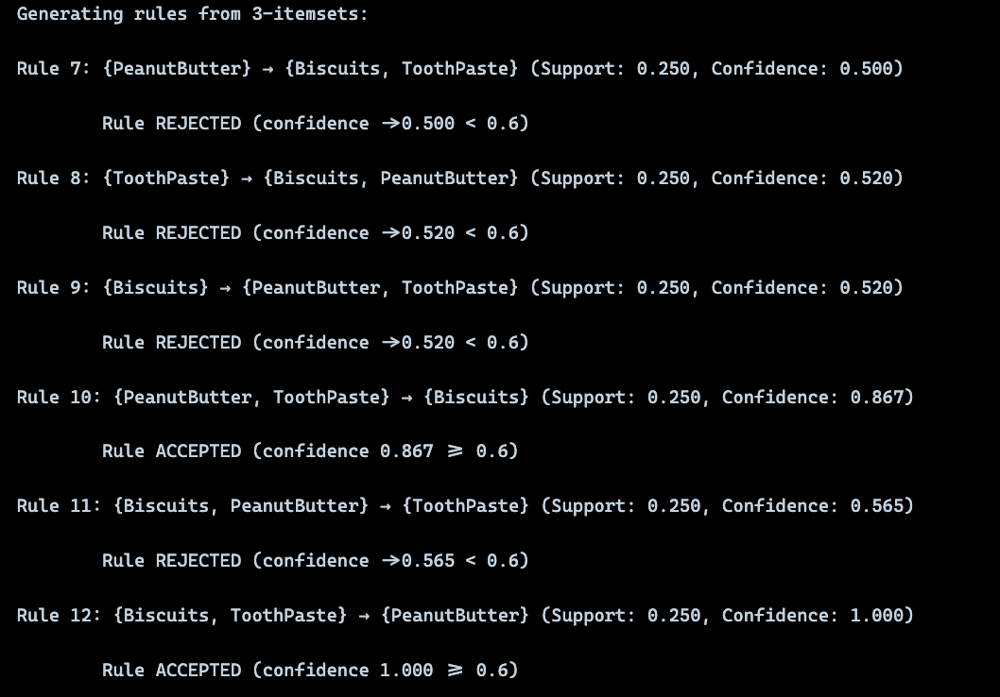 Generating rules from 3-itemsets:
Rule 7: {PeanutButter} → {Biscuits, ToothPaste} (Support: 0.250, Confidence: 0.500)
Rule REJECTED (confidence →0.500 < 0.6)
Rule 8: {ToothPaste} → {Biscuits, PeanutButter} (Support: 0.250, Confidence: 0.520)
Rule REJECTED (confidence →0.520 < 0.6)
Rule 9: {Biscuits} → {PeanutButter, ToothPaste} (Support: 0.250, Confidence: 0.520)
Rule REJECTED (confidence →0.520 < 0.6)
Rule 10: {PeanutButter, ToothPaste} → {Biscuits} (Support: 0.250, Confidence: 0.867)
Rule ACCEPTED (confidence 0.867 ≥ 0.6)
Rule 11: {Biscuits, PeanutButter} → {ToothPaste} (Support: 0.250, Confidence: 0.565)
Rule REJECTED (confidence →0.565 < 0.6)
Rule 12: {Biscuits, ToothPaste} → {PeanutButter} (Support: 0.250, Confidence: 1.000)
Rule ACCEPTED (confidence 1.000 ≥ 0.6)